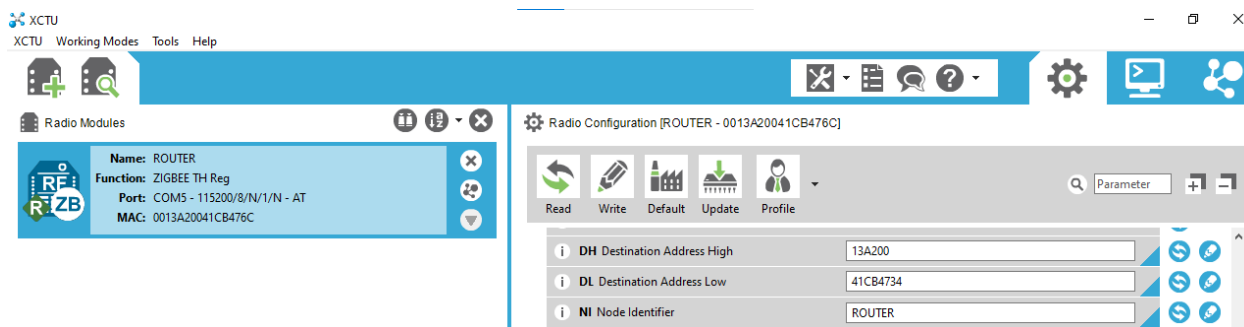 XCTU
XCTU Working Modes Tools Help
Radio Modules
Name: ROUTER
Function: ZIGBEE TH Reg
Port: COM5 - 115200/8/N/1/N - AT
MAC: 0013A20041CB476C
RF
R ZB
Radio Configuration [ROUTER - 0013A20041CB476C]
Read Write Default Update Profile
Parameter
i DH Destination Address High 13A200
i DL Destination Address Low 41CB4734
i NI Node Identifier ROUTER